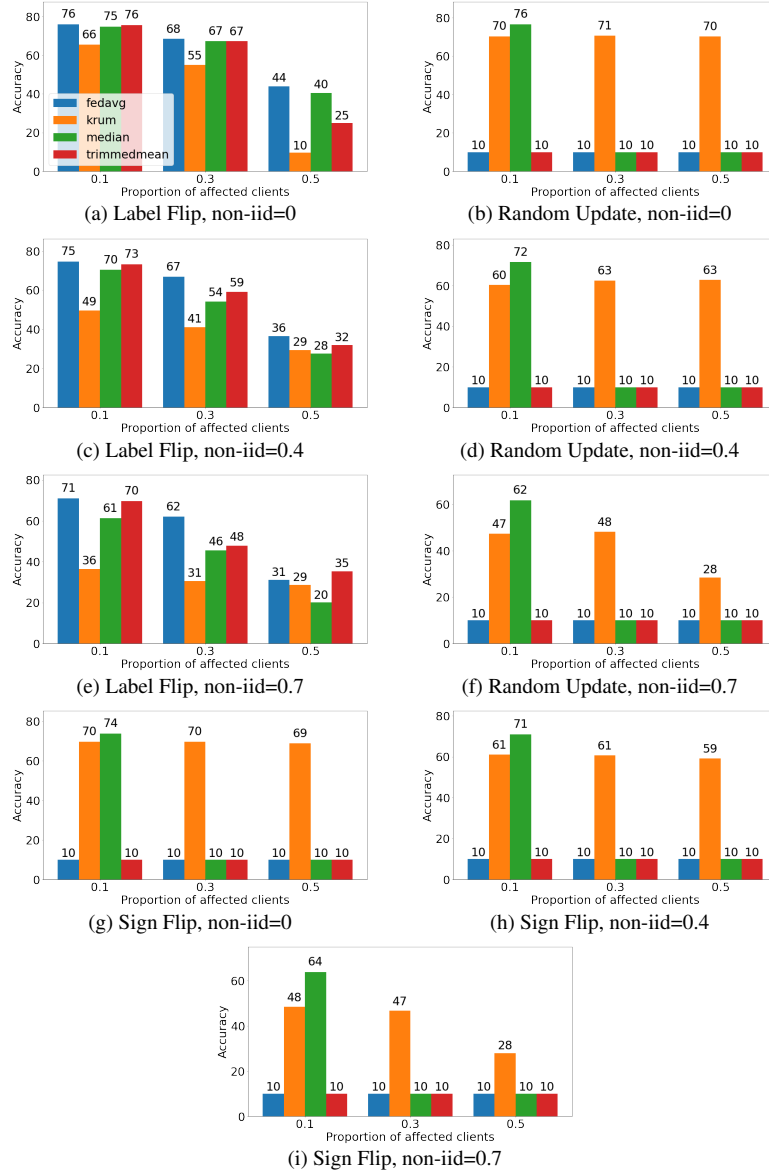 76 66 75 76 68 55 67 67 44 10 40 25
80
60
40
20
0
Accuracy
fedavg
krum
median
trimmedmean
0.1 0.3 0.5
Proportion of affected clients
(a) Label Flip, non-iid=0
10 70 76 10 10 71 10 10 10 70 10 10
80
60
40
20
0
Accuracy
0.1 0.3 0.5
Proportion of affected clients
(b) Random Update, non-iid=0
75 49 70 73 67 41 54 59 36 29 28 32
80
60
40
20
0
Accuracy
0.1 0.3 0.5
Proportion of affected clients
(c) Label Flip, non-iid=0.4
10 60 72 10 10 63 10 10 10 63 10 10
80
60
40
20
0
Accuracy
0.1 0.3 0.5
Proportion of affected clients
(d) Random Update, non-iid=0.4
71 36 61 70 62 31 46 48 31 29 20 35
80
60
40
20
0
Accuracy
0.1 0.3 0.5
Proportion of affected clients
(e) Label Flip, non-iid=0.7
10 47 62 10 10 48 10 10 10 28 10 10
60
40
20
0
Accuracy
0.1 0.3 0.5
Proportion of affected clients
(f) Random Update, non-iid=0.7
10 70 74 10 10 70 10 10 10 69 10 10
80
60
40
20
0
Accuracy
0.1 0.3 0.5
Proportion of affected clients
(g) Sign Flip, non-iid=0
10 61 71 10 10 61 10 10 10 59 10 10
80
60
40
20
0
Accuracy
0.1 0.3 0.5
Proportion of affected clients
(h) Sign Flip, non-iid=0.4
10 48 64 10 10 47 10 10 10 28 10 10
60
40
20
0
Accuracy
0.1 0.3 0.5
Proportion of affected clients
(i) Sign Flip, non-iid=0.7